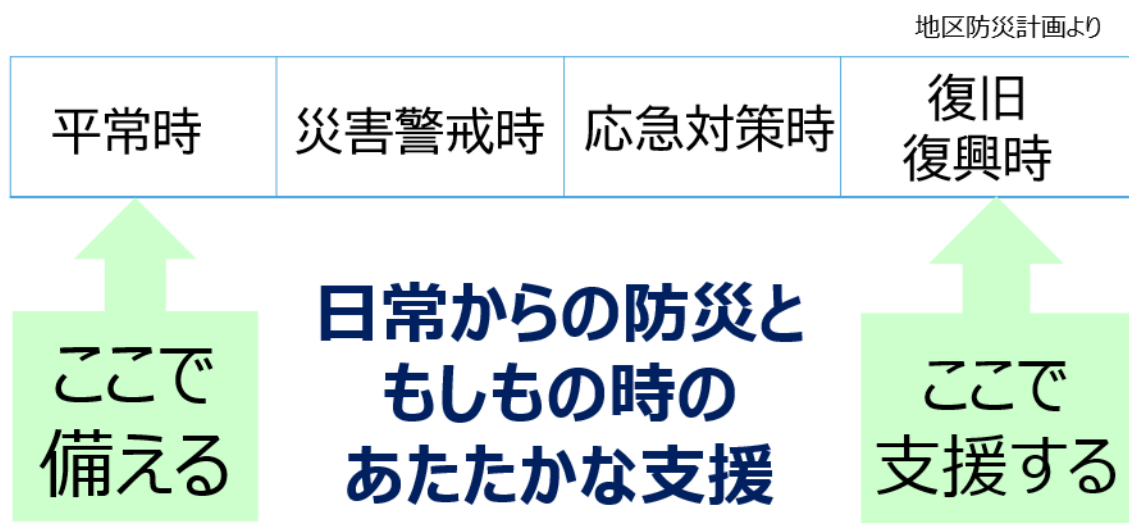 地区防災計画より
平常時
災害警戒時
応急対策時
復旧
復興時
ここで
備える
日常からの防災と
もしもの時の
あたたかな支援
ここで
支援する